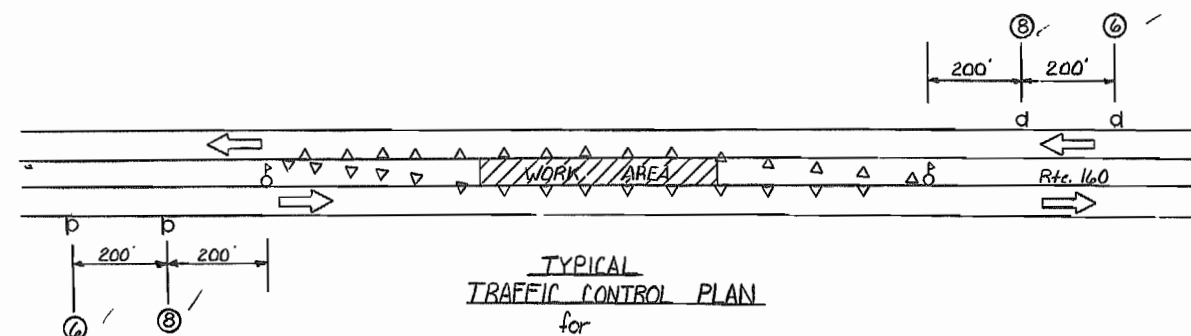 8 6
200' 200'
WORK AREA
Rte. 160
200' 200'
TYPICAL
TRAFFIC CONTROL PLAN
for
6 8